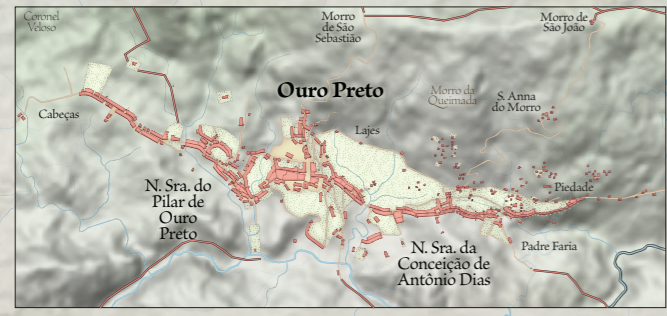 Coronel
Veloso
Morro
de São
Sebastião
Morro de
São João
Ouro Preto
Morro da
Queimada
S. Anna
do Morro
Cabeças
Lajes
Piedade
N. Sra. do
Pilar de
Ouro
Preto
N. Sra. da
Conceição de
Antônio Dias
Padre Faria